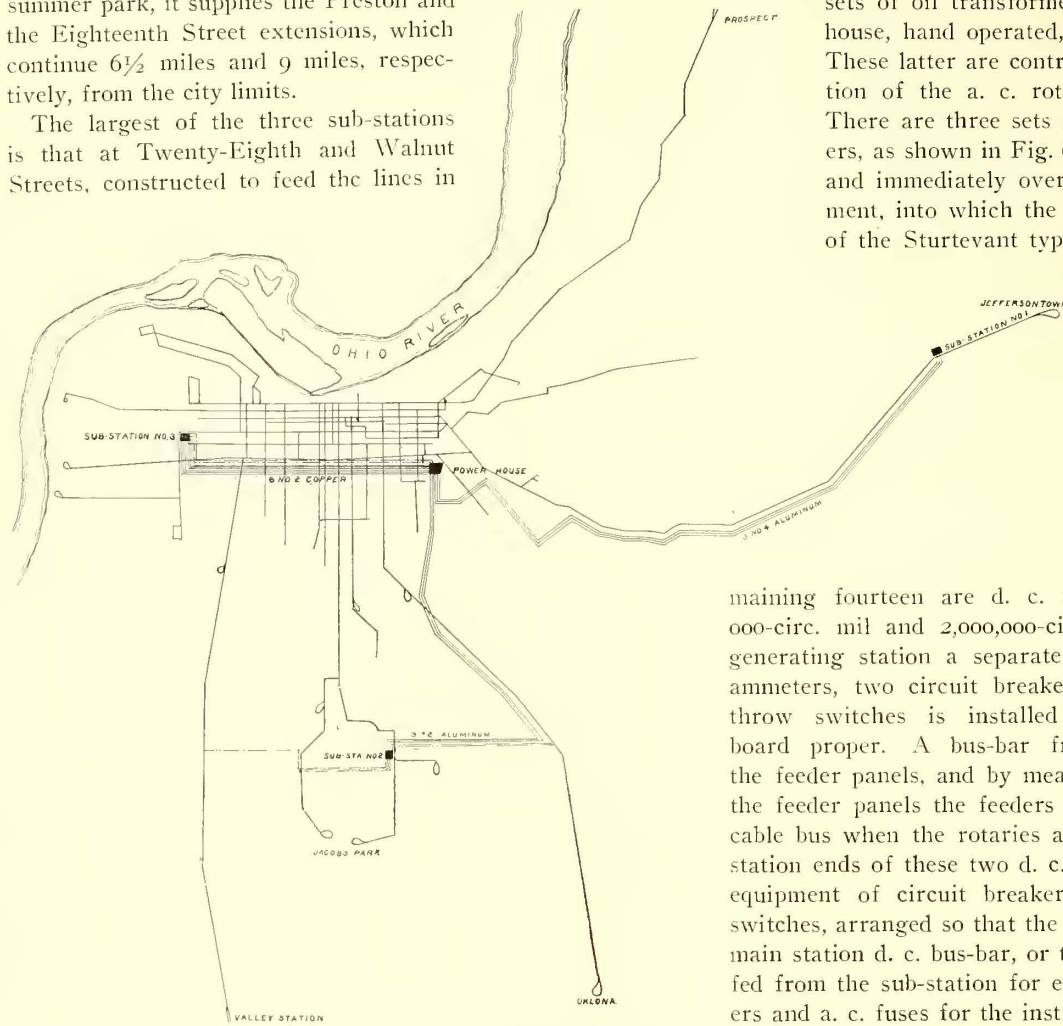 summer park, it supplies the Preston and
the Eighteenth Street extensions, which
continue 6½ miles and 9 miles, respec-
tively, from the city limits.
The largest of the three sub-stations
is that at Twenty-Eighth and Walnut
Streets, constructed to feed the lines in
sets of oil transforme
house, hand operated,
These latter are contr
tion of the a. c. rot
There are three sets
ers, as shown in Fig.
and immediately over
ment, into which the
of the Sturtevant typ
PROSPECT
OHIO RIVER
JEFFERSONTOW
SUB-STATION NO1
SUB-STATION NO.3
POWER HOUSE
6 NO 2 COPPER
3 NO 4 ALUMINUM
3 #2 ALUMINUM
SUB-STA NO2
JACOBS PARK
OKLONA.
VALLEY STATION
maining fourteen are d. c.
000-circ. mil and 2,000,000-ci
generating station a separate
ammeters, two circuit breake
throw switches is installed
board proper. A bus-bar fr
the feeder panels, and by mea
the feeder panels the feeders
cable bus when the rotaries a
station ends of these two d. c.
equipment of circuit breaker
switches, arranged so that the
main station d. c. bus-bar, or t
fed from the sub-station for e
ers and a. c. fuses for the inst